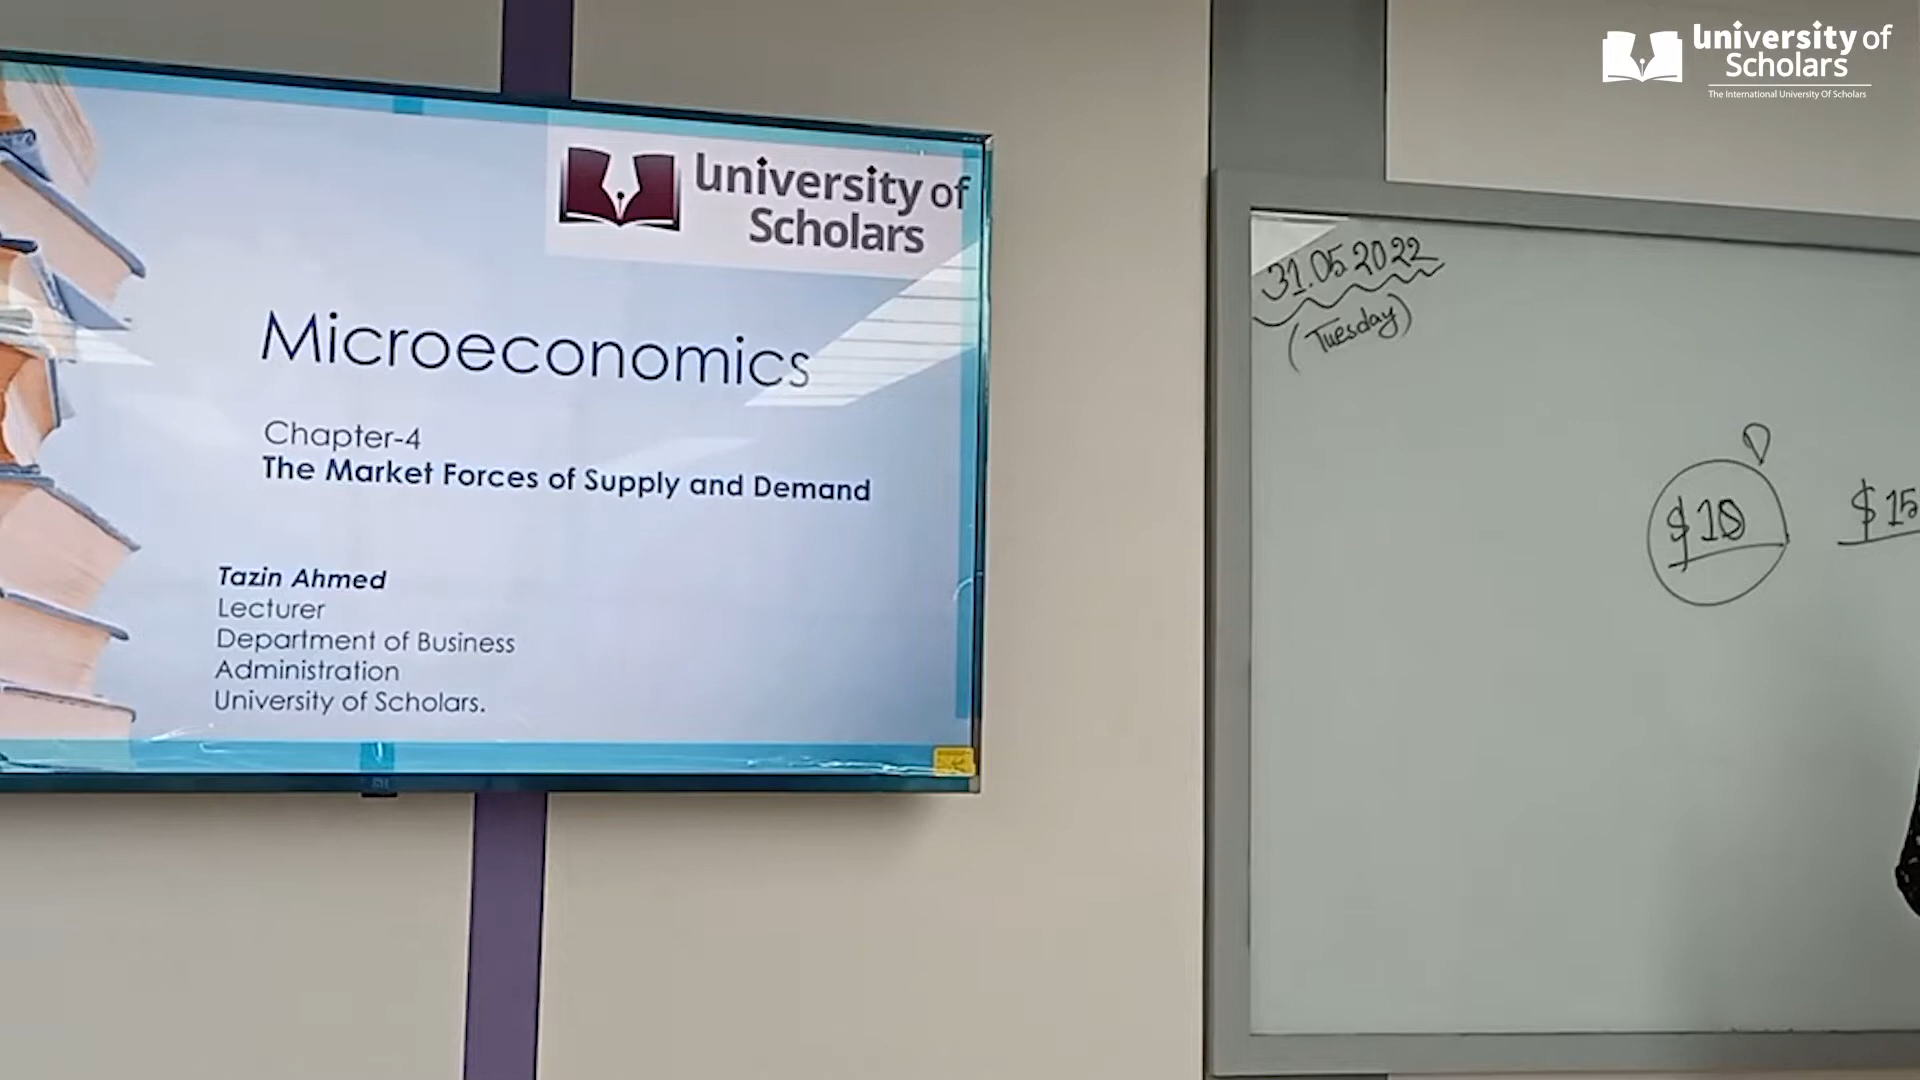 University of
Scholars
Microeconomics
Chapter-4
The Market Forces of Supply and Demand
Tazin Ahmed
Lecturer
Department of Business
Administration
University of Scholars.
31.05 2022
(Tuesday)
$10
$15
University of
Scholars
The International University Of Scholars